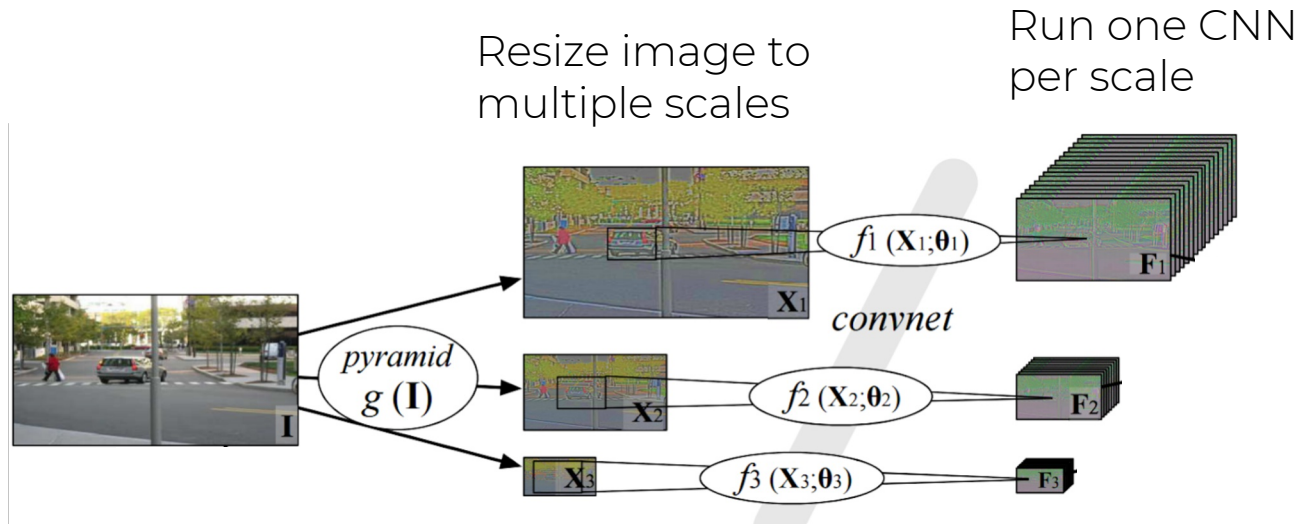 Resize image to
multiple scales
Run one CNN
per scale
I
pyramid
g (I)
X1
f1 (X1;θ1)
F1
convnet
X2
f2 (X2;θ2)
F2
X3
f3 (X3;θ3)
F3